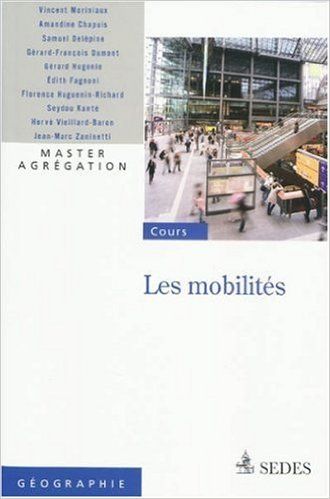 Vincent Moriniaux
Amandine Chapuis
Samuel Delépine
Gérard-François Dumont
Gérard Hugonie
Édith Fagnoni
Florence Huguenin-Richard
Seydou Kanté
Hervé Vieillard-Baron
Jean-Marc Zaninetti
MASTER
AGRÉGATION
Cours
Les mobilités
GÉOGRAPHIE
SEDES